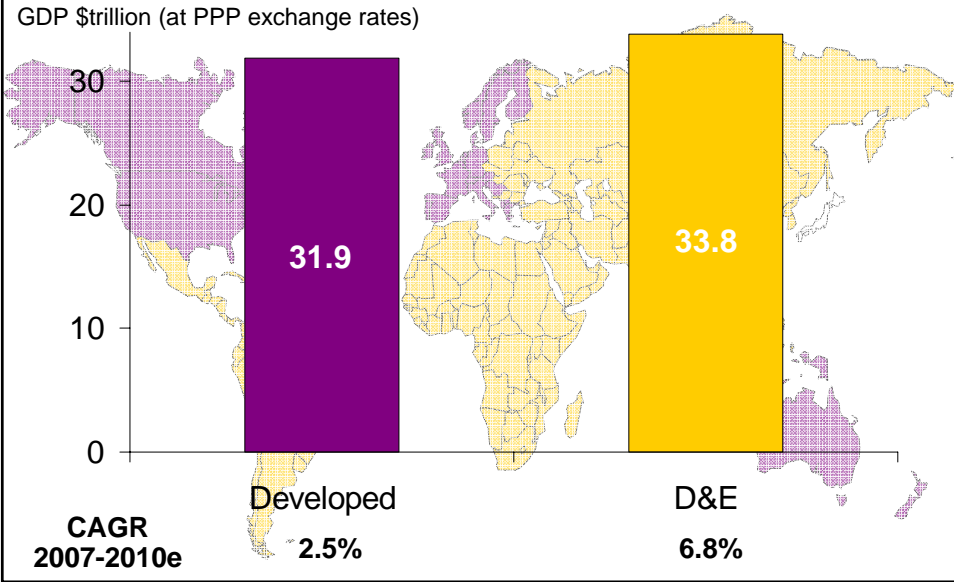 GDP $trillion (at PPP exchange rates)
30
20
10
0
31.9
33.8
Developed
D&E
CAGR
2007-2010e
2.5%
6.8%